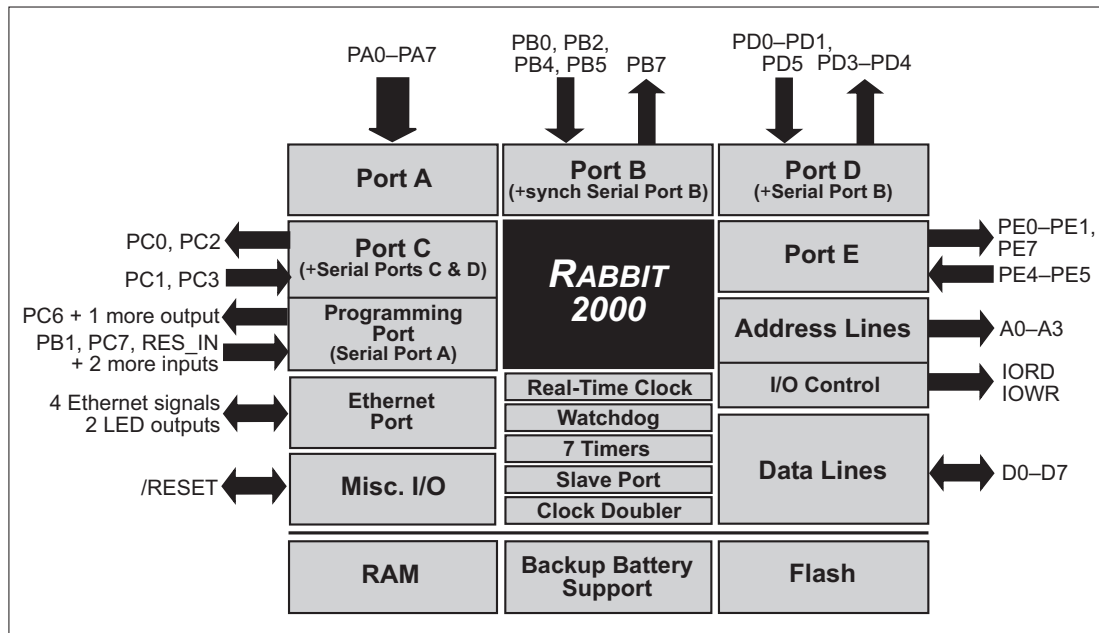 PA0–PA7
PB0, PB2,
PB4, PB5
PB7
PD0–PD1,
PD5
PD3–PD4
Port A
Port B
(+synch Serial Port B)
Port D
(+Serial Port B)
PC0, PC2
PC1, PC3
Port C
(+Serial Ports C & D)
RABBIT
2000
Port E
PE0–PE1,
PE7
PE4–PE5
PC6 + 1 more output
PB1, PC7, RES_IN
+ 2 more inputs
Programming
Port
(Serial Port A)
Address Lines
A0–A3
I/O Control
IORD
IOWR
4 Ethernet signals
2 LED outputs
Ethernet
Port
Real-Time Clock
Watchdog
7 Timers
Slave Port
Clock Doubler
Data Lines
D0–D7
/RESET
Misc. I/O
RAM
Backup Battery
Support
Flash